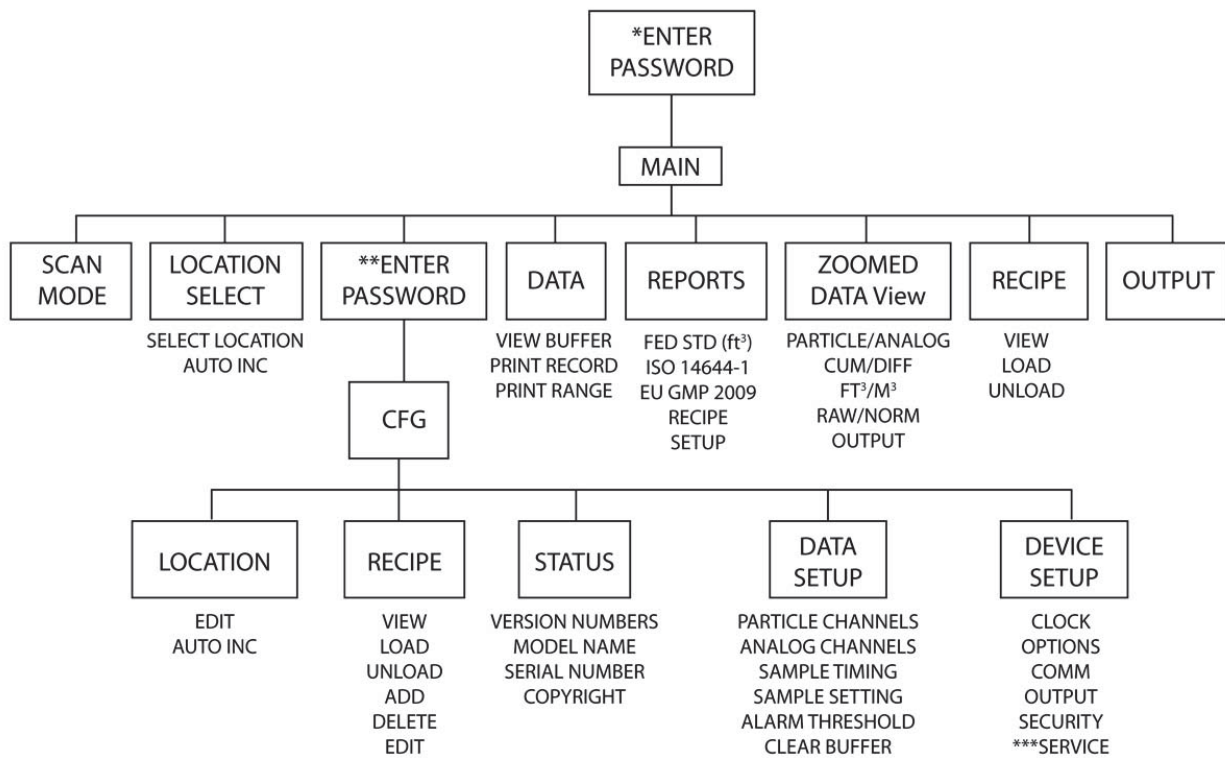 *ENTER
PASSWORD
MAIN
SCAN
MODE
LOCATION
SELECT
SELECT LOCATION
AUTO INC
**ENTER
PASSWORD
DATA
VIEW BUFFER
PRINT RECORD
PRINT RANGE
REPORTS
FED STD (ft³)
ISO 14644-1
EU GMP 2009
RECIPE
SETUP
ZOOMED
DATA View
PARTICLE/ANALOG
CUM/DIFF
FT³/M³
RAW/NORM
OUTPUT
RECIPE
VIEW
LOAD
UNLOAD
OUTPUT
CFG
LOCATION
EDIT
AUTO INC
RECIPE
VIEW
LOAD
UNLOAD
ADD
DELETE
EDIT
STATUS
VERSION NUMBERS
MODEL NAME
SERIAL NUMBER
COPYRIGHT
DATA
SETUP
PARTICLE CHANNELS
ANALOG CHANNELS
SAMPLE TIMING
SAMPLE SETTING
ALARM THRESHOLD
CLEAR BUFFER
DEVICE
SETUP
CLOCK
OPTIONS
COMM
OUTPUT
SECURITY
***SERVICE